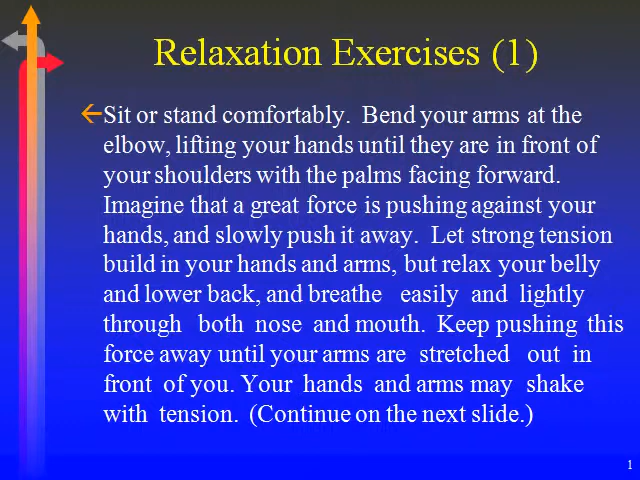 Relaxation Exercises (1)
Sit or stand comfortably. Bend your arms at the
elbow, lifting your hands until they are in front of
your shoulders with the palms facing forward.
Imagine that a great force is pushing against your
hands, and slowly push it away. Let strong tension
build in your hands and arms, but relax your belly
and lower back, and breathe easily and lightly
through both nose and mouth. Keep pushing this
force away until your arms are stretched out in
front of you. Your hands and arms may shake
with tension. (Continue on the next slide.)
1